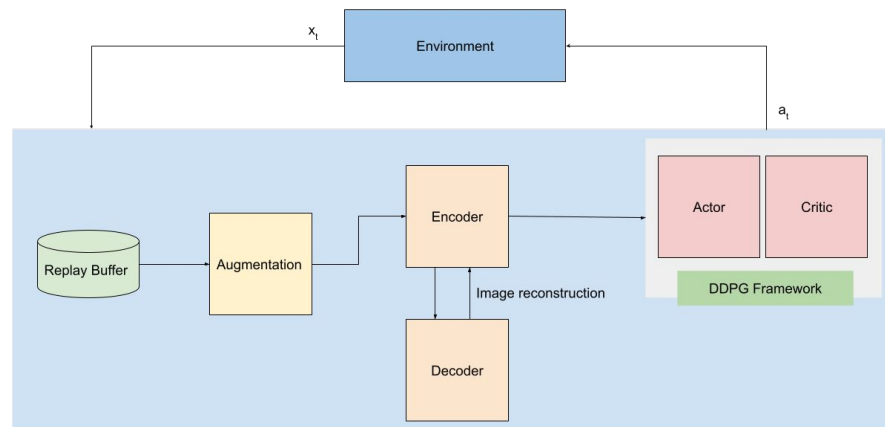 x_t
Environment
a_t
Encoder
Actor
Critic
Replay Buffer
Augmentation
Image reconstruction
DDPG Framework
Decoder